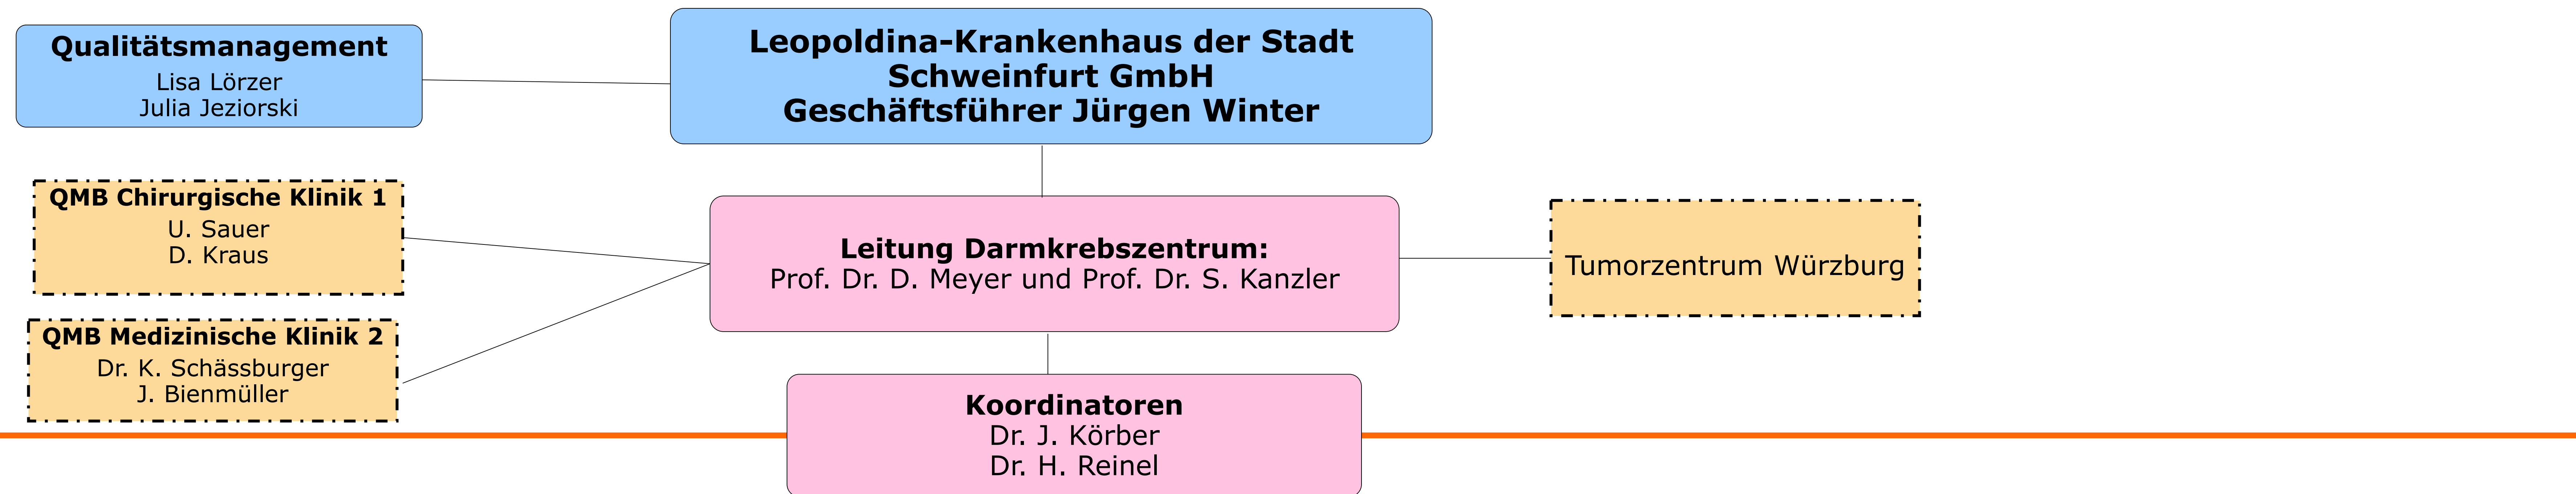 Qualitätsmanagement
Lisa Lörzer
Julia Jeziorski
Leopoldina-Krankenhaus der Stadt
Schweinfurt GmbH
Geschäftsführer Jürgen Winter
QMB Chirurgische Klinik 1
U. Sauer
D. Kraus
Leitung Darmkrebszentrum:
Prof. Dr. D. Meyer und Prof. Dr. S. Kanzler
Tumorzentrum Würzburg
QMB Medizinische Klinik 2
Dr. K. Schässburger
J. Bienmüller
Koordinatoren
Dr. J. Körber
Dr. H. Reinel